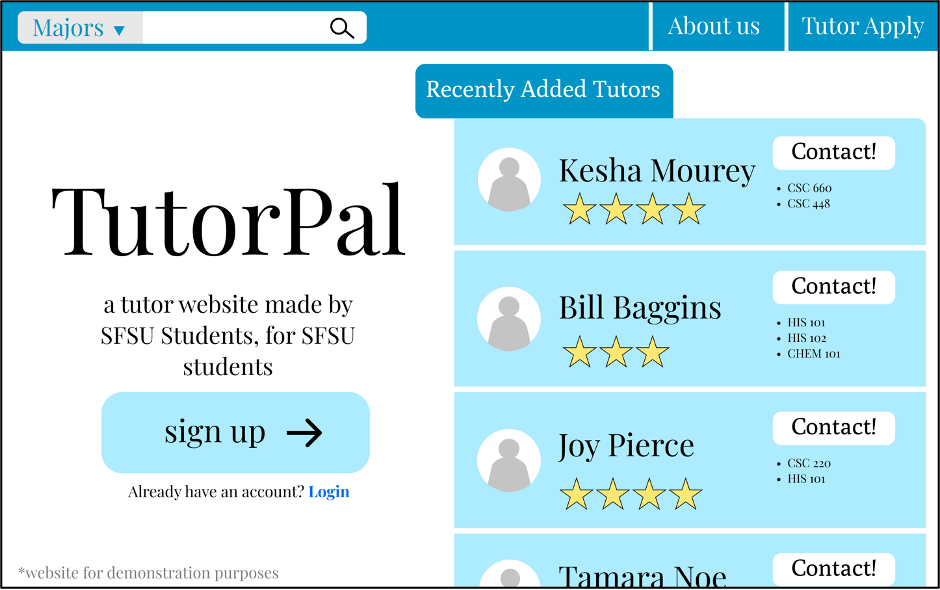 Majors ▼
About us
Tutor Apply
TutorPal
a tutor website made by
SFSU Students, for SFSU
students
sign up →
Already have an account? Login
*website for demonstration purposes
Recently Added Tutors
Kesha Mourey
Contact!
• CSC 660
• CSC 448
Bill Baggins
Contact!
• HIS 101
• HIS 102
• CHEM 101
Joy Pierce
Contact!
• CSC 220
• HIS 101
Tamara Noe
Contact!